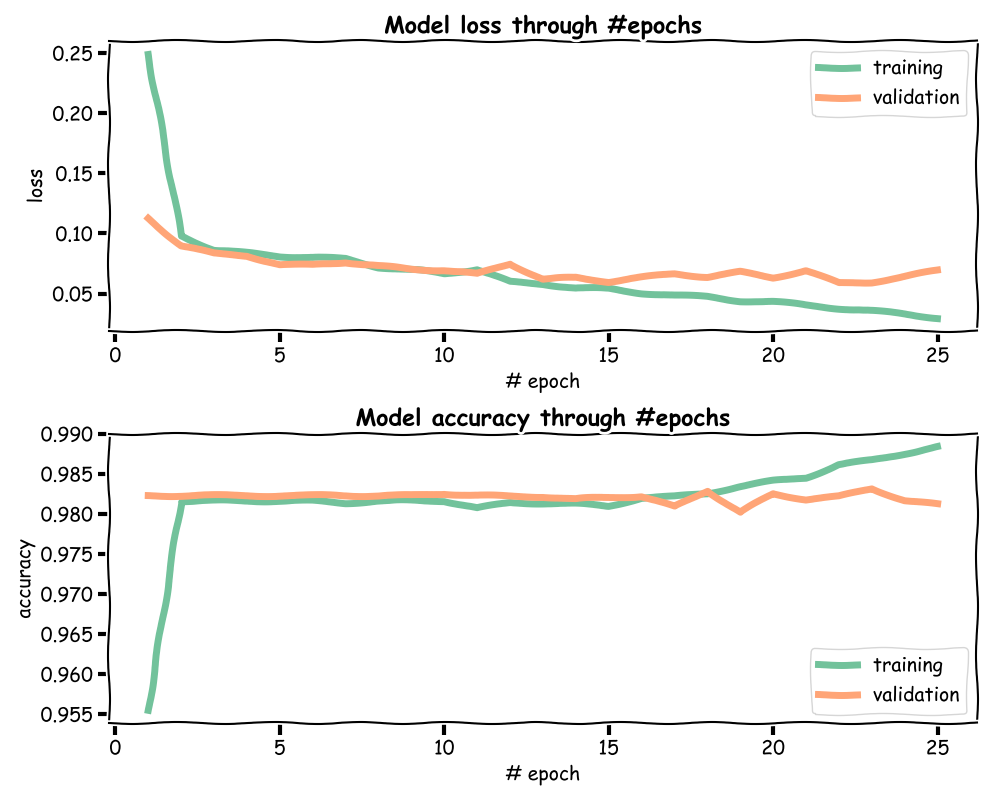 Model loss through #epochs
0.25
0.20
0.15
0.10
0.05
loss
training
validation
0 5 10 15 20 25
# epoch
Model accuracy through #epochs
0.990
0.985
0.980
0.975
0.970
0.965
0.960
0.955
accuracy
training
validation
0 5 10 15 20 25
# epoch